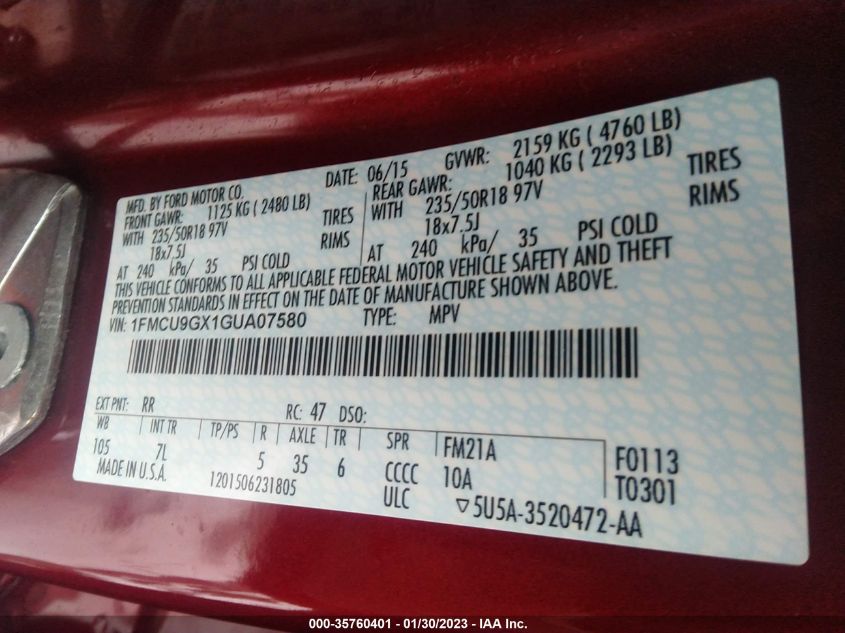 MFD. BY FORD MOTOR CO. DATE: 06/15 GVWR: 2159 KG ( 4760 LB)
FRONT GAWR: 1125 KG ( 2480 LB) REAR GAWR: 1040 KG ( 2293 LB)
WITH 235/50R18 97V TIRES WITH 235/50R18 97V TIRES
18x7.5J RIMS 18x7.5J RIMS
AT 240 kPa/ 35 PSI COLD AT 240 kPa/ 35 PSI COLD
THIS VEHICLE CONFORMS TO ALL APPLICABLE FEDERAL MOTOR VEHICLE SAFETY AND THEFT
PREVENTION STANDARDS IN EFFECT ON THE DATE OF MANUFACTURE SHOWN ABOVE.
VIN: 1FMCU9GX1GUA07580 TYPE: MPV
EXT PNT: RR RC: 47 DSO:
WB INT TR TP/PS R AXLE TR SPR FM21A F0113
105 7L 5 35 6 CCCC 10A T0301
MADE IN U.S.A. 1201506231805 ULC ▽5U5A-3520472-AA
000-35760401 - 01/30/2023 - IAA Inc.